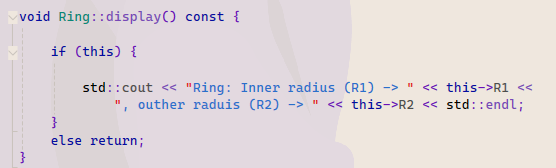 void Ring::display() const {
if (this) {
std::cout << "Ring: Inner radius (R1) -> " << this->R1 <<
", outher raduis (R2) -> " << this->R2 << std::endl;
}
else return;
}